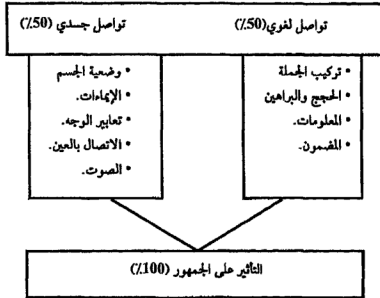 تواصل لغوي (50٪)
تواصل جسدي (50٪)
• تركيب الجملة
• الحجج والبراهين
• المعلومات.
• المضمون.
• وضعية الجسم
• الإيماءات.
• تعابير الوجه.
• الاتصال بالعين.
• الصوت.
التأثير على الجمهور (100٪)